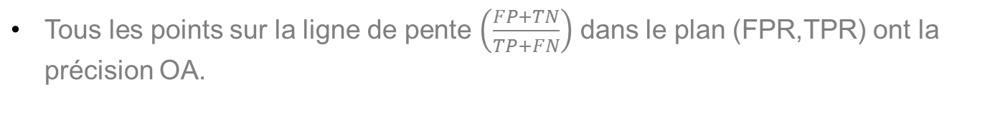 • Tous les points sur la ligne de pente (\frac{FP+TN}{TP+FN}) dans le plan (FPR,TPR) ont la
précision OA.